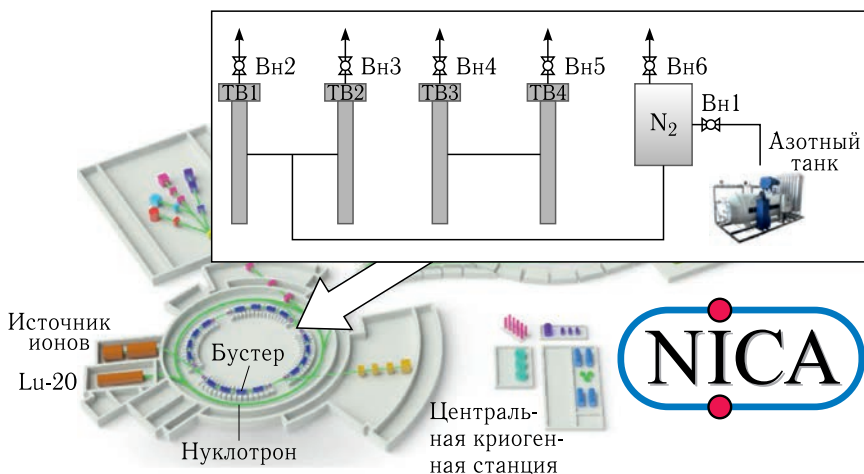 Вн2
Вн3
Вн4
Вн5
Вн6
ТВ1
ТВ2
ТВ3
ТВ4
Вн1
N₂
Азотный
танк
Источник
ионов
Lu-20
Бустер
Нуклотрон
Централь-
ная криоген-
ная станция
NICA